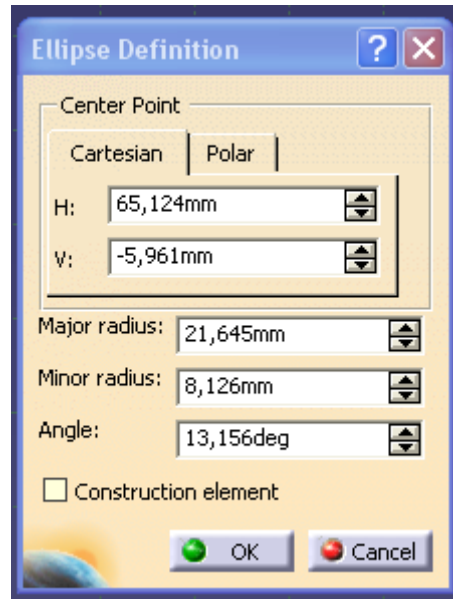 Ellipse Definition ?
Center Point
Cartesian Polar
H: 65,124mm
V: -5,961mm
Major radius: 21,645mm
Minor radius: 8,126mm
Angle: 13,156deg
Construction element
OK Cancel